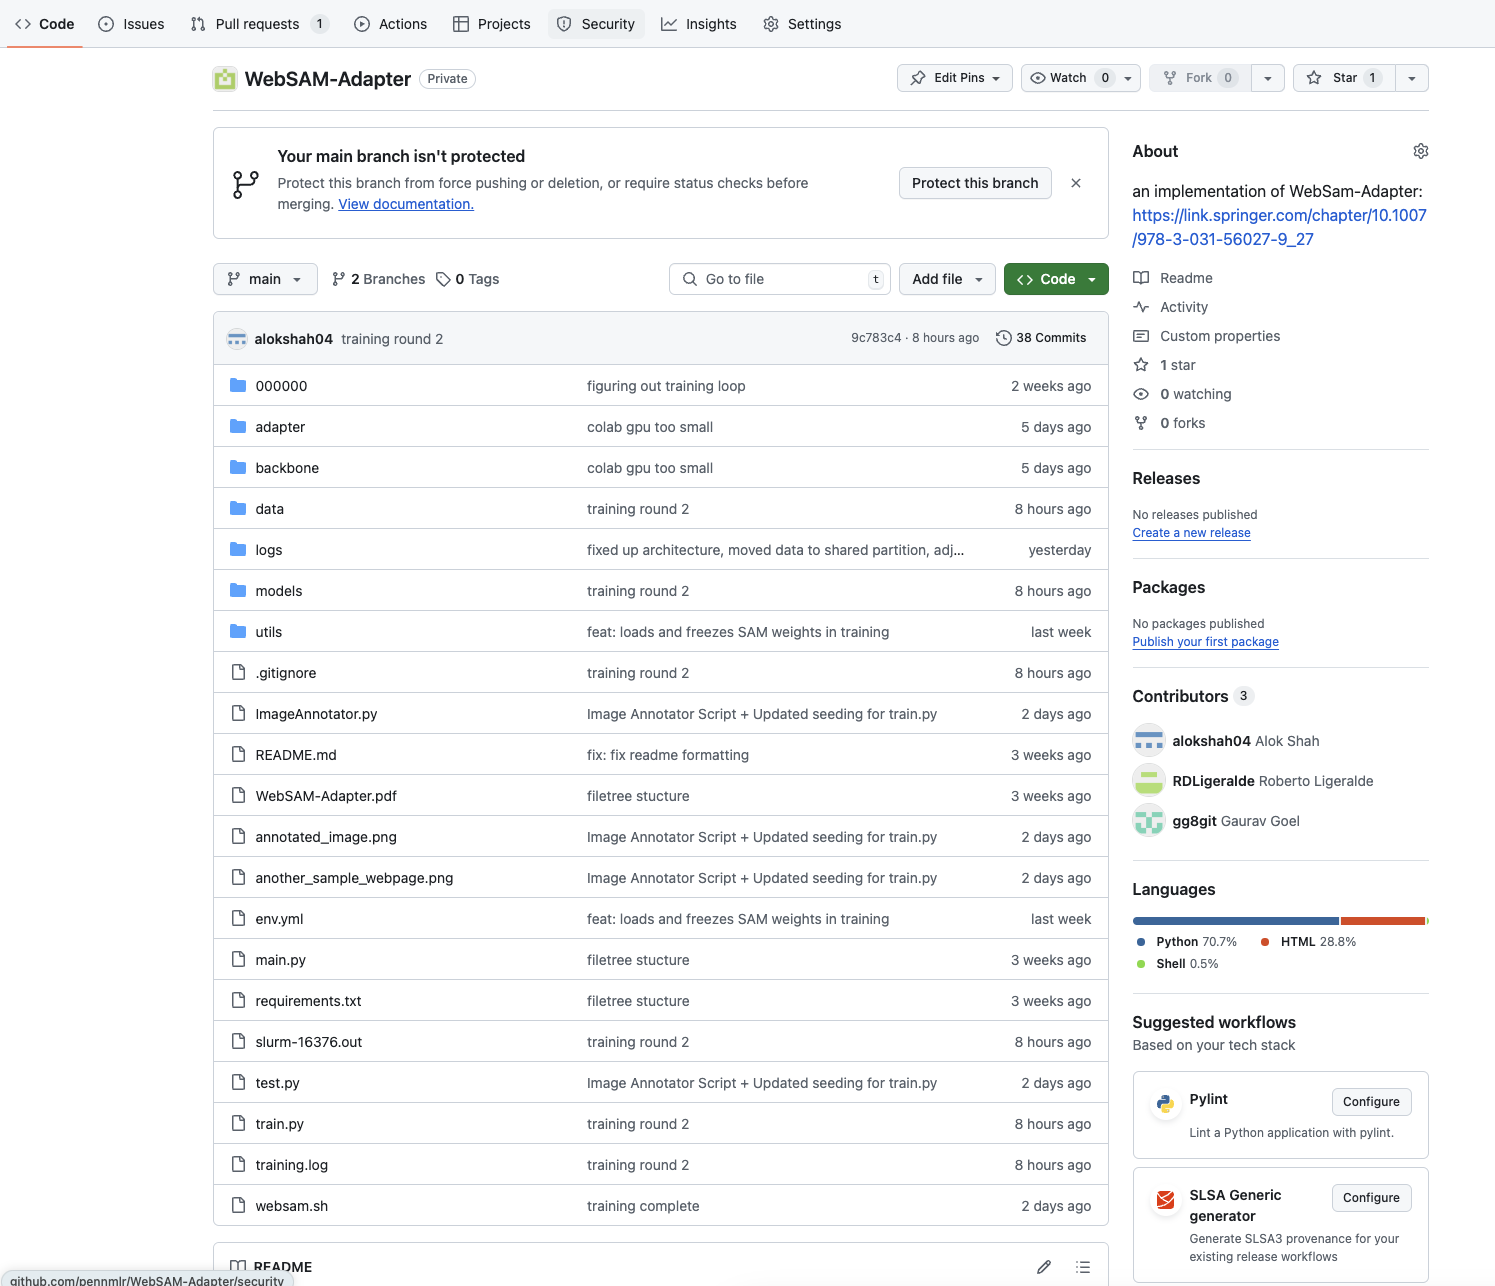 Code Issues Pull requests 1 Actions Projects Security Insights Settings
WebSAM-Adapter Private Edit Pins Watch 0 Fork 0 Star 1
Your main branch isn't protected
Protect this branch from force pushing or deletion, or require status checks before
merging. View documentation.
Protect this branch
main 2 Branches 0 Tags Go to file t Add file Code
alokshah04 training round 2 9c783c4 · 8 hours ago 38 Commits
000000 figuring out training loop 2 weeks ago
adapter colab gpu too small 5 days ago
backbone colab gpu too small 5 days ago
data training round 2 8 hours ago
logs fixed up architecture, moved data to shared partition, adj... yesterday
models training round 2 8 hours ago
utils feat: loads and freezes SAM weights in training last week
.gitignore training round 2 8 hours ago
ImageAnnotator.py Image Annotator Script + Updated seeding for train.py 2 days ago
README.md fix: fix readme formatting 3 weeks ago
WebSAM-Adapter.pdf filetree stucture 3 weeks ago
annotated_image.png Image Annotator Script + Updated seeding for train.py 2 days ago
another_sample_webpage.png Image Annotator Script + Updated seeding for train.py 2 days ago
env.yml feat: loads and freezes SAM weights in training last week
main.py filetree stucture 3 weeks ago
requirements.txt filetree stucture 3 weeks ago
slurm-16376.out training round 2 8 hours ago
test.py Image Annotator Script + Updated seeding for train.py 2 days ago
train.py training round 2 8 hours ago
training.log training round 2 8 hours ago
websam.sh training complete 2 days ago
README
About
an implementation of WebSam-Adapter:
https://link.springer.com/chapter/10.1007
/978-3-031-56027-9_27
Readme
Activity
Custom properties
1 star
0 watching
0 forks
Releases
No releases published
Create a new release
Packages
No packages published
Publish your first package
Contributors 3
alokshah04 Alok Shah
RDLigeralde Roberto Ligeralde
gg8git Gaurav Goel
Languages
Python 70.7% HTML 28.8%
Shell 0.5%
Suggested workflows
Based on your tech stack
Pylint Configure
Lint a Python application with pylint.
SLSA Generic
generator
Configure
Generate SLSA3 provenance for your
existing release workflows
github.com/pennmlr/WebSAM-Adapter/security